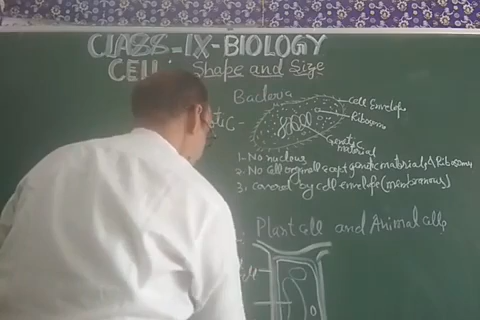 CLASS-IX-BIOLOGY
CELL: Shape and Size
Bacteria
Cell Envelope
Ribosome
Genetic material
1- No nucleus
2. No Cell orgnell except genetic material & Ribosome
3, covered by cell envelope (membranous)
Plant cell and Animal cell